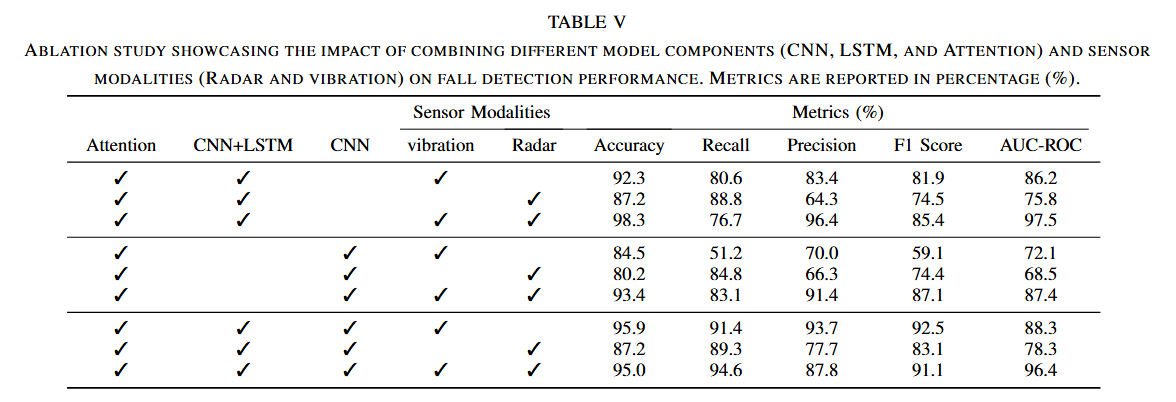 TABLE V
ABLATION STUDY SHOWCASING THE IMPACT OF COMBINING DIFFERENT MODEL COMPONENTS (CNN, LSTM, AND ATTENTION) AND SENSOR
MODALITIES (RADAR AND VIBRATION) ON FALL DETECTION PERFORMANCE. METRICS ARE REPORTED IN PERCENTAGE (%).
Sensor Modalities Metrics (%)
Attention CNN+LSTM CNN vibration Radar Accuracy Recall Precision F1 Score AUC-ROC
✓ ✓ ✓ 92.3 80.6 83.4 81.9 86.2
✓ ✓ ✓ 87.2 88.8 64.3 74.5 75.8
✓ ✓ ✓ ✓ 98.3 76.7 96.4 85.4 97.5
✓ ✓ ✓ 84.5 51.2 70.0 59.1 72.1
✓ ✓ ✓ 80.2 84.8 66.3 74.4 68.5
✓ ✓ ✓ ✓ 93.4 83.1 91.4 87.1 87.4
✓ ✓ ✓ ✓ 95.9 91.4 93.7 92.5 88.3
✓ ✓ ✓ ✓ 87.2 89.3 77.7 83.1 78.3
✓ ✓ ✓ ✓ ✓ 95.0 94.6 87.8 91.1 96.4